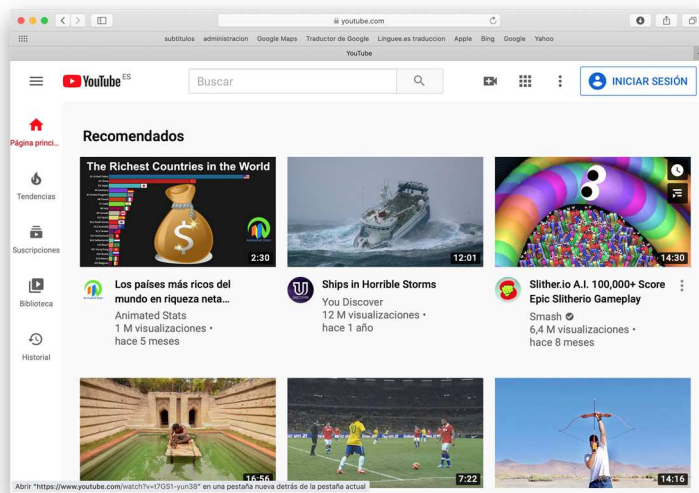 youtube.com
subtitulos administracion Google Maps Traductor de Google Linguee.es traduccion Apple Bing Google Yahoo
YouTube
YouTube ES
Buscar
INICIAR SESIÓN
Página princi...
Tendencias
Suscripciones
Biblioteca
Historial
Recomendados
The Richest Countries in the World
2:30
12:01
14:30
Los países más ricos del
mundo en riqueza neta...
Animated Stats
1 M visualizaciones •
hace 5 meses
Ships in Horrible Storms
You Discover
12 M visualizaciones •
hace 1 año
Slither.io A.I. 100,000+ Score
Epic Slitherio Gameplay
Smash
6,4 M visualizaciones •
hace 8 meses
16:56
7:22
14:16
Abrir "https://www.youtube.com/watch?v=t7GS1-yun38" en una pestaña nueva detrás de la pestaña actual